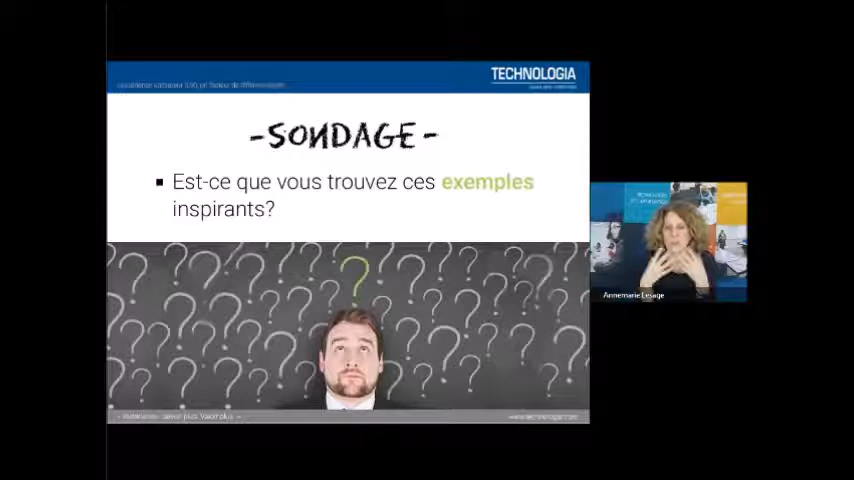 TECHNOLOGIA
-SONDAGE-
▪ Est-ce que vous trouvez ces exemples
inspirants?
Annemarie Lesage